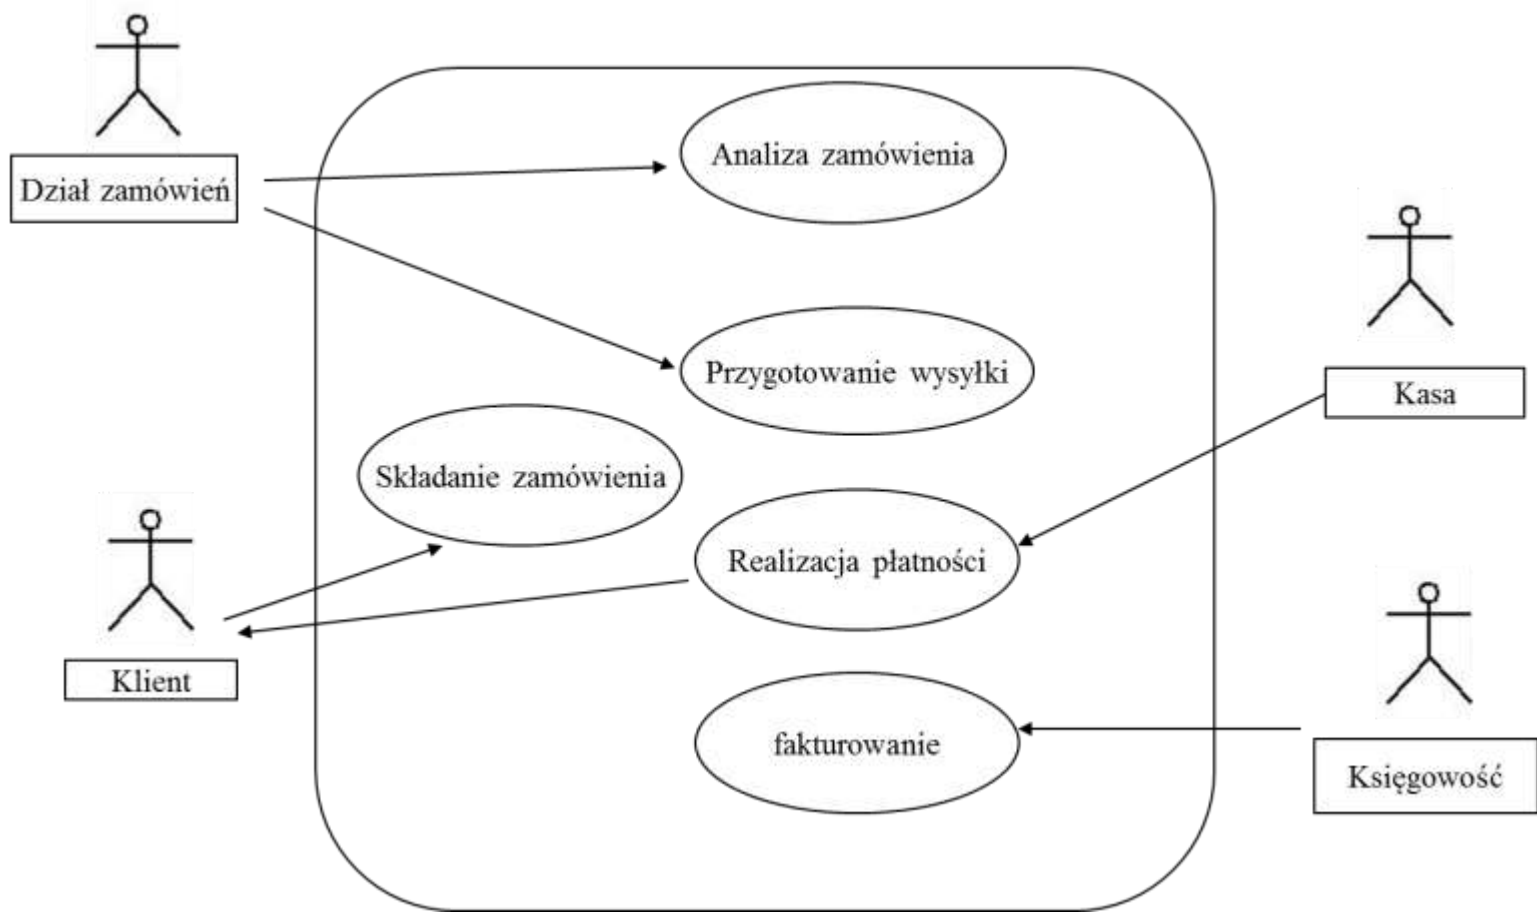 Analiza zamówienia
Dział zamówień
Przygotowanie wysyłki
Kasa
Składanie zamówienia
Realizacja płatności
Klient
fakturowanie
Księgowość